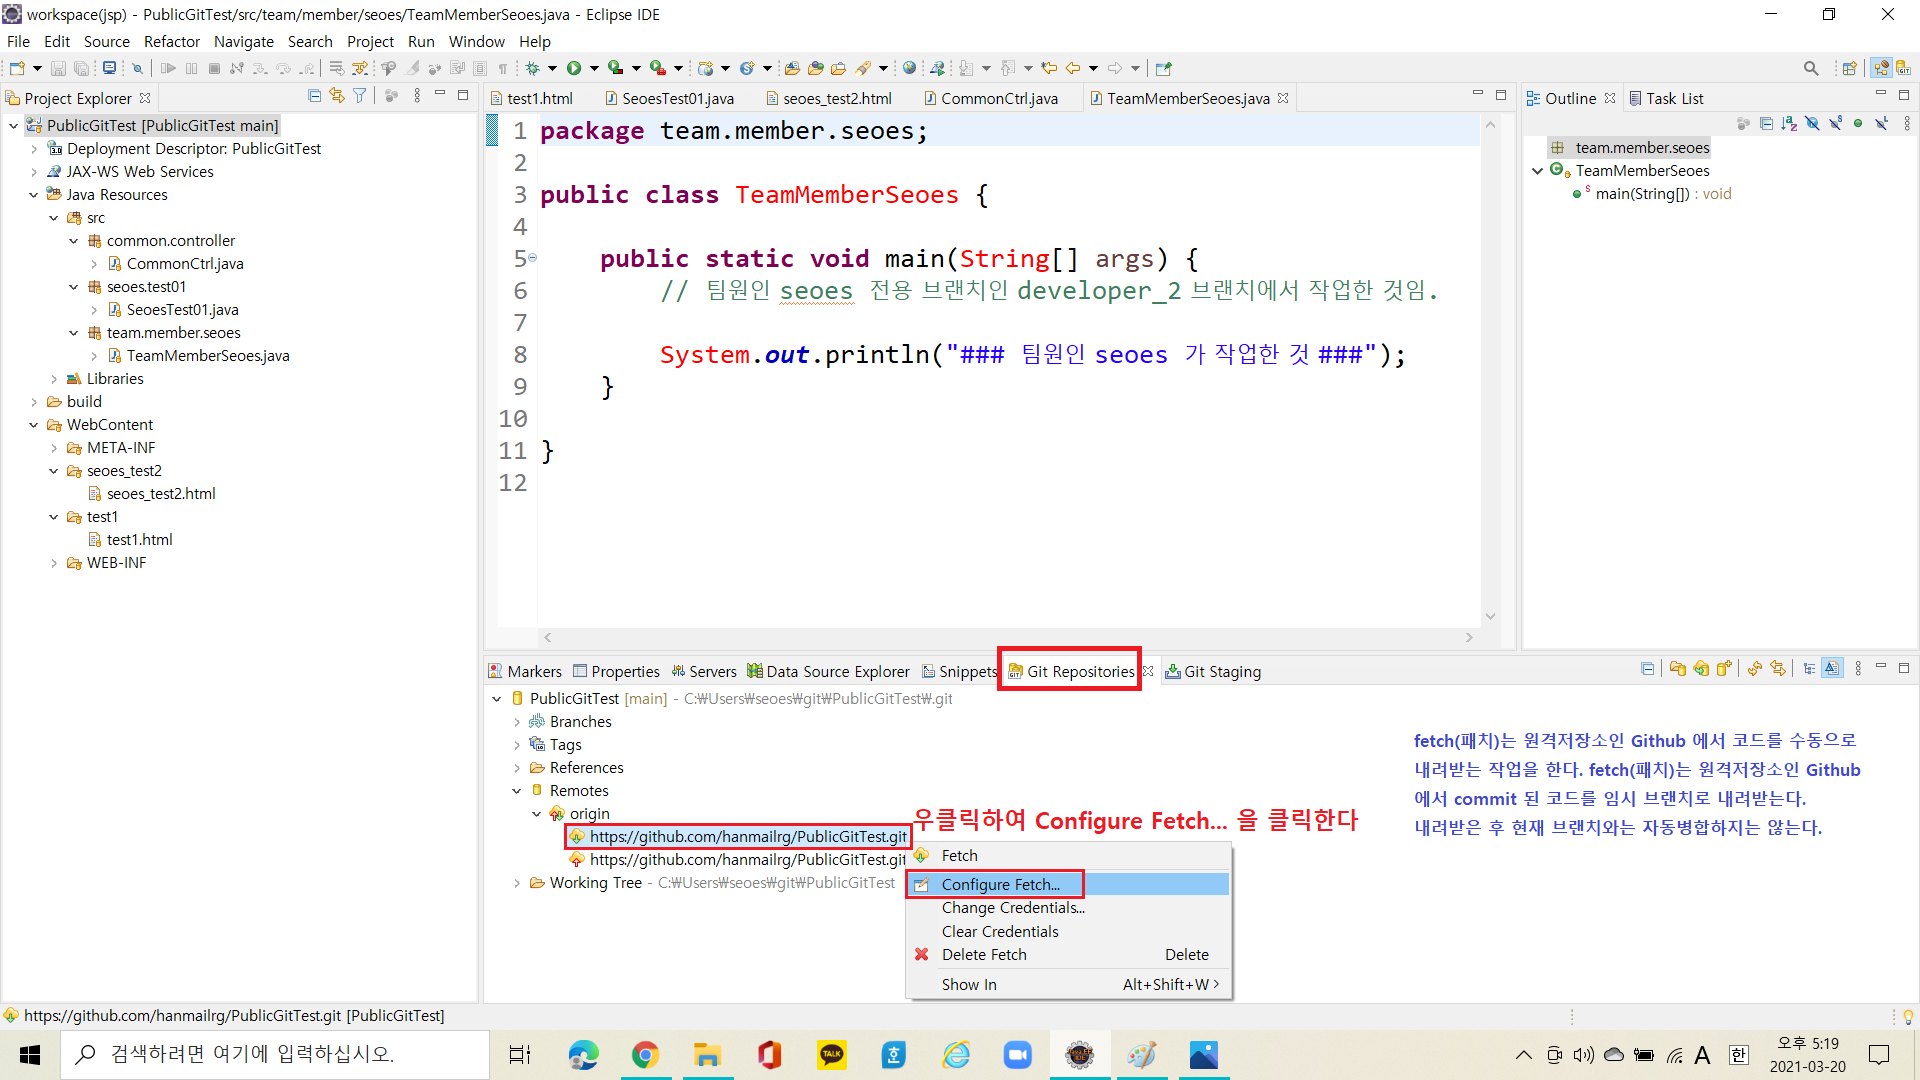 workspace(jsp) - PublicGitTest/src/team/member/seoes/TeamMemberSeoes.java - Eclipse IDE
File Edit Source Refactor Navigate Search Project Run Window Help
Project Explorer
PublicGitTest [PublicGitTest main]
Deployment Descriptor: PublicGitTest
JAX-WS Web Services
Java Resources
src
common.controller
CommonCtrl.java
seoes.test01
SeoesTest01.java
team.member.seoes
TeamMemberSeoes.java
Libraries
build
WebContent
META-INF
seoes_test2
seoes_test2.html
test1
test1.html
WEB-INF
test1.html SeoesTest01.java seoes_test2.html CommonCtrl.java TeamMemberSeoes.java
1 package team.member.seoes;
2
3 public class TeamMemberSeoes {
4
5 public static void main(String[] args) {
6 // 팀원인 seoes 전용 브랜치인 developer_2 브랜치에서 작업한 것임.
7
8 System.out.println("### 팀원인 seoes 가 작업한 것 ###");
9 }
10
11 }
12
Outline Task List
team.member.seoes
TeamMemberSeoes
main(String[]) : void
Markers Properties Servers Data Source Explorer Snippets Git Repositories Git Staging
PublicGitTest [main] - C:₩Users₩seoes₩git₩PublicGitTest₩.git
Branches
Tags
References
Remotes
origin
https://github.com/hanmailrg/PublicGitTest.git
https://github.com/hanmailrg/PublicGitTest.git
Working Tree - C:₩Users₩seoes₩git₩PublicGitTest
우클릭하여 Configure Fetch... 을 클릭한다
Fetch
Configure Fetch...
Change Credentials...
Clear Credentials
Delete Fetch Delete
Show In Alt+Shift+W
fetch(패치)는 원격저장소인 Github 에서 코드를 수동으로
내려받는 작업을 한다. fetch(패치)는 원격저장소인 Github
에서 commit 된 코드를 임시 브랜치로 내려받는다.
내려받은 후 현재 브랜치와는 자동병합하지는 않는다.
https://github.com/hanmailrg/PublicGitTest.git [PublicGitTest]
검색하려면 여기에 입력하십시오.
TALK
A 한
오후 5:19
2021-03-20